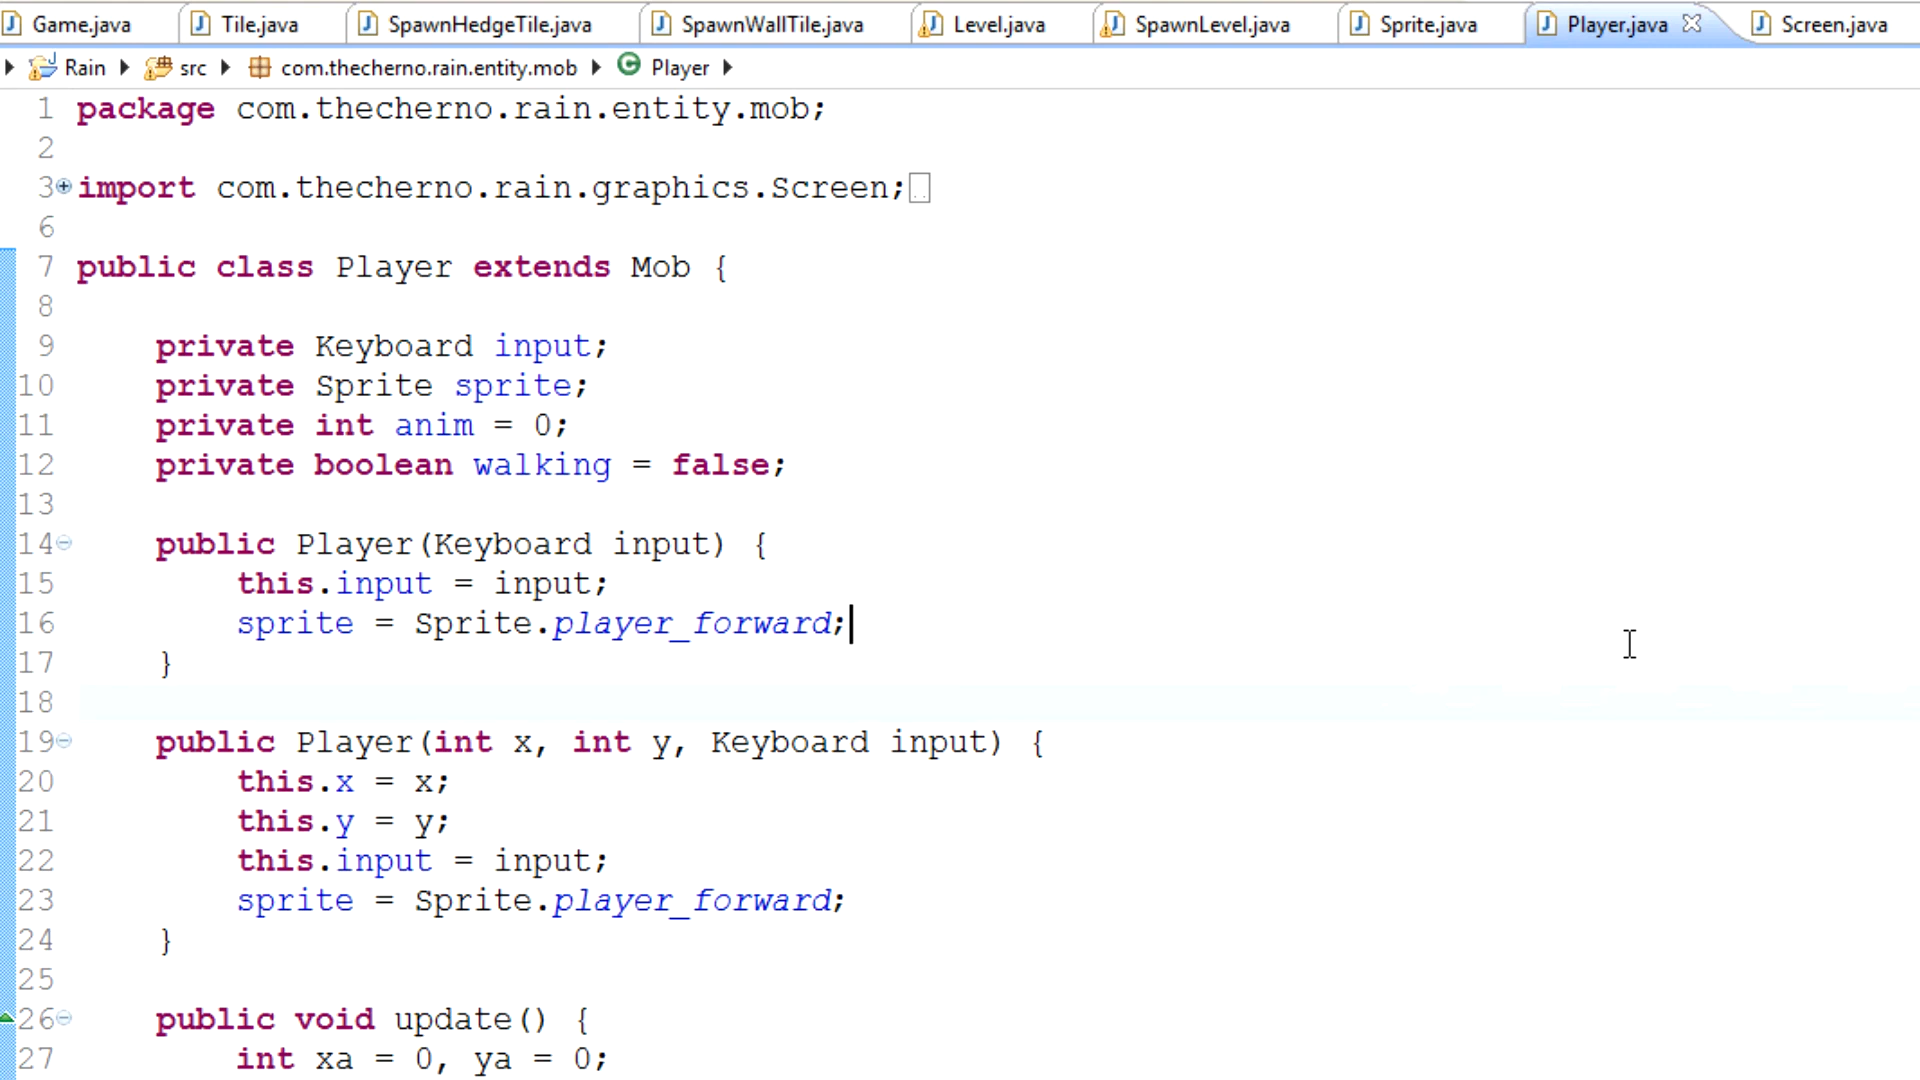 Game.java Tile.java SpawnHedgeTile.java SpawnWallTile.java Level.java SpawnLevel.java Sprite.java Player.java Screen.java
Rain src com.thecherno.rain.entity.mob Player
1 package com.thecherno.rain.entity.mob;
2
3 import com.thecherno.rain.graphics.Screen;
6
7 public class Player extends Mob {
8
9 private Keyboard input;
10 private Sprite sprite;
11 private int anim = 0;
12 private boolean walking = false;
13
14 public Player(Keyboard input) {
15 this.input = input;
16 sprite = Sprite.player_forward;
17 }
18
19 public Player(int x, int y, Keyboard input) {
20 this.x = x;
21 this.y = y;
22 this.input = input;
23 sprite = Sprite.player_forward;
24 }
25
26 public void update() {
27 int xa = 0, ya = 0;